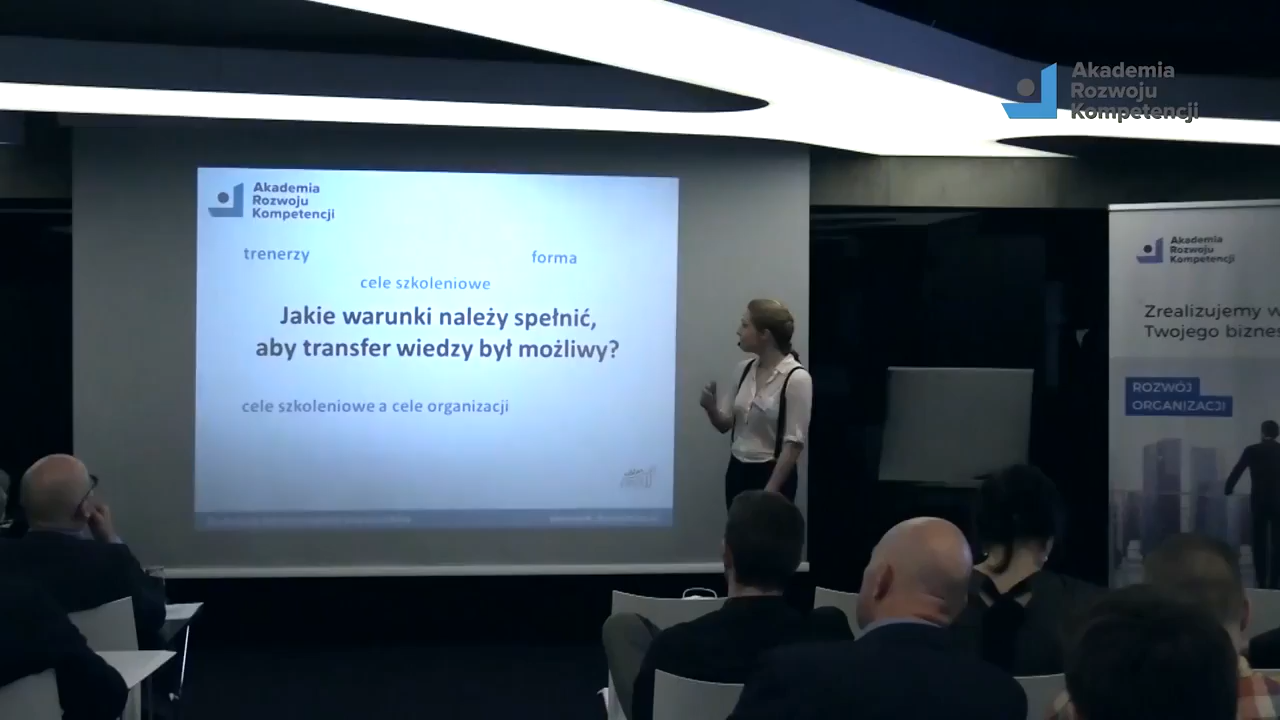 Akademia
Rozwoju
Kompetencji
Akademia
Rozwoju
Kompetencji
trenerzy
forma
cele szkoleniowe
Jakie warunki należy spełnić,
aby transfer wiedzy był możliwy?
cele szkoleniowe a cele organizacji
Akademia
Rozwoju
Kompetencji
Zrealizujemy w
Twojego biznes
ROZWÓJ
ORGANIZACJI